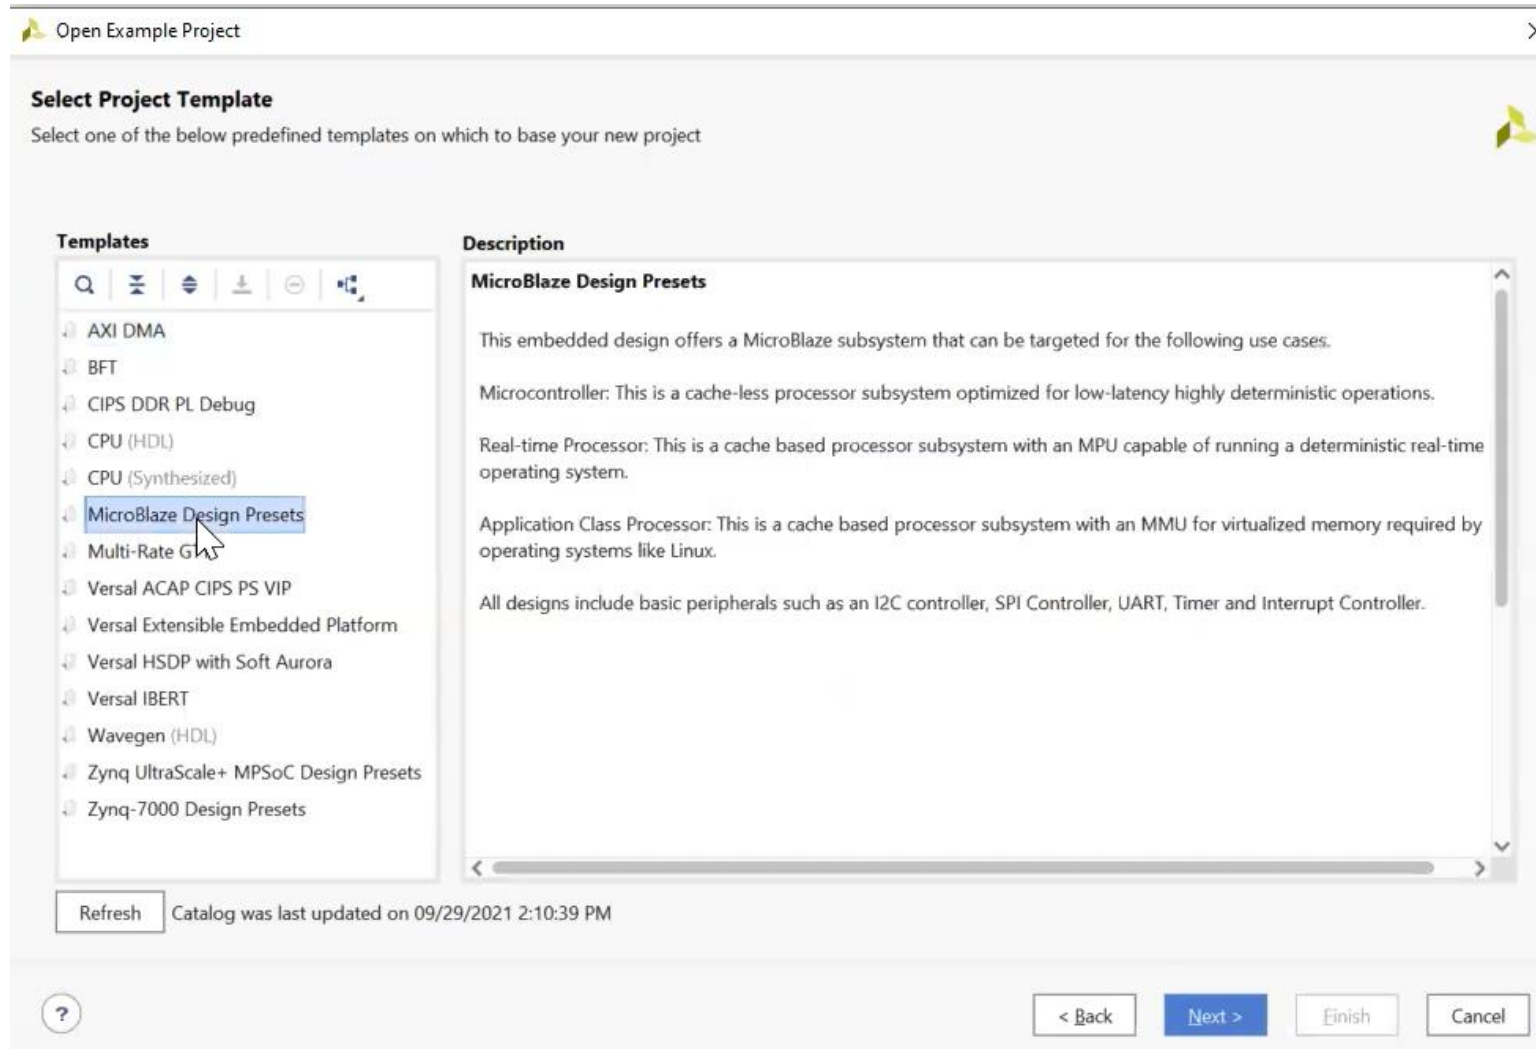 Open Example Project
Select Project Template
Select one of the below predefined templates on which to base your new project
Templates
AXI DMA
BFT
CIPS DDR PL Debug
CPU (HDL)
CPU (Synthesized)
MicroBlaze Design Presets
Multi-Rate
Versal ACAP CIPS PS VIP
Versal Extensible Embedded Platform
Versal HSDP with Soft Aurora
Versal IBERT
Wavegen (HDL)
Zynq UltraScale+ MPSoC Design Presets
Zynq-7000 Design Presets
Description
MicroBlaze Design Presets
This embedded design offers a MicroBlaze subsystem that can be targeted for the following use cases.
Microcontroller: This is a cache-less processor subsystem optimized for low-latency highly deterministic operations.
Real-time Processor: This is a cache based processor subsystem with an MPU capable of running a deterministic real-time
operating system.
Application Class Processor: This is a cache based processor subsystem with an MMU for virtualized memory required by
operating systems like Linux.
All designs include basic peripherals such as an I2C controller, SPI Controller, UART, Timer and Interrupt Controller.
Refresh Catalog was last updated on 09/29/2021 2:10:39 PM
? < Back Next > Finish Cancel